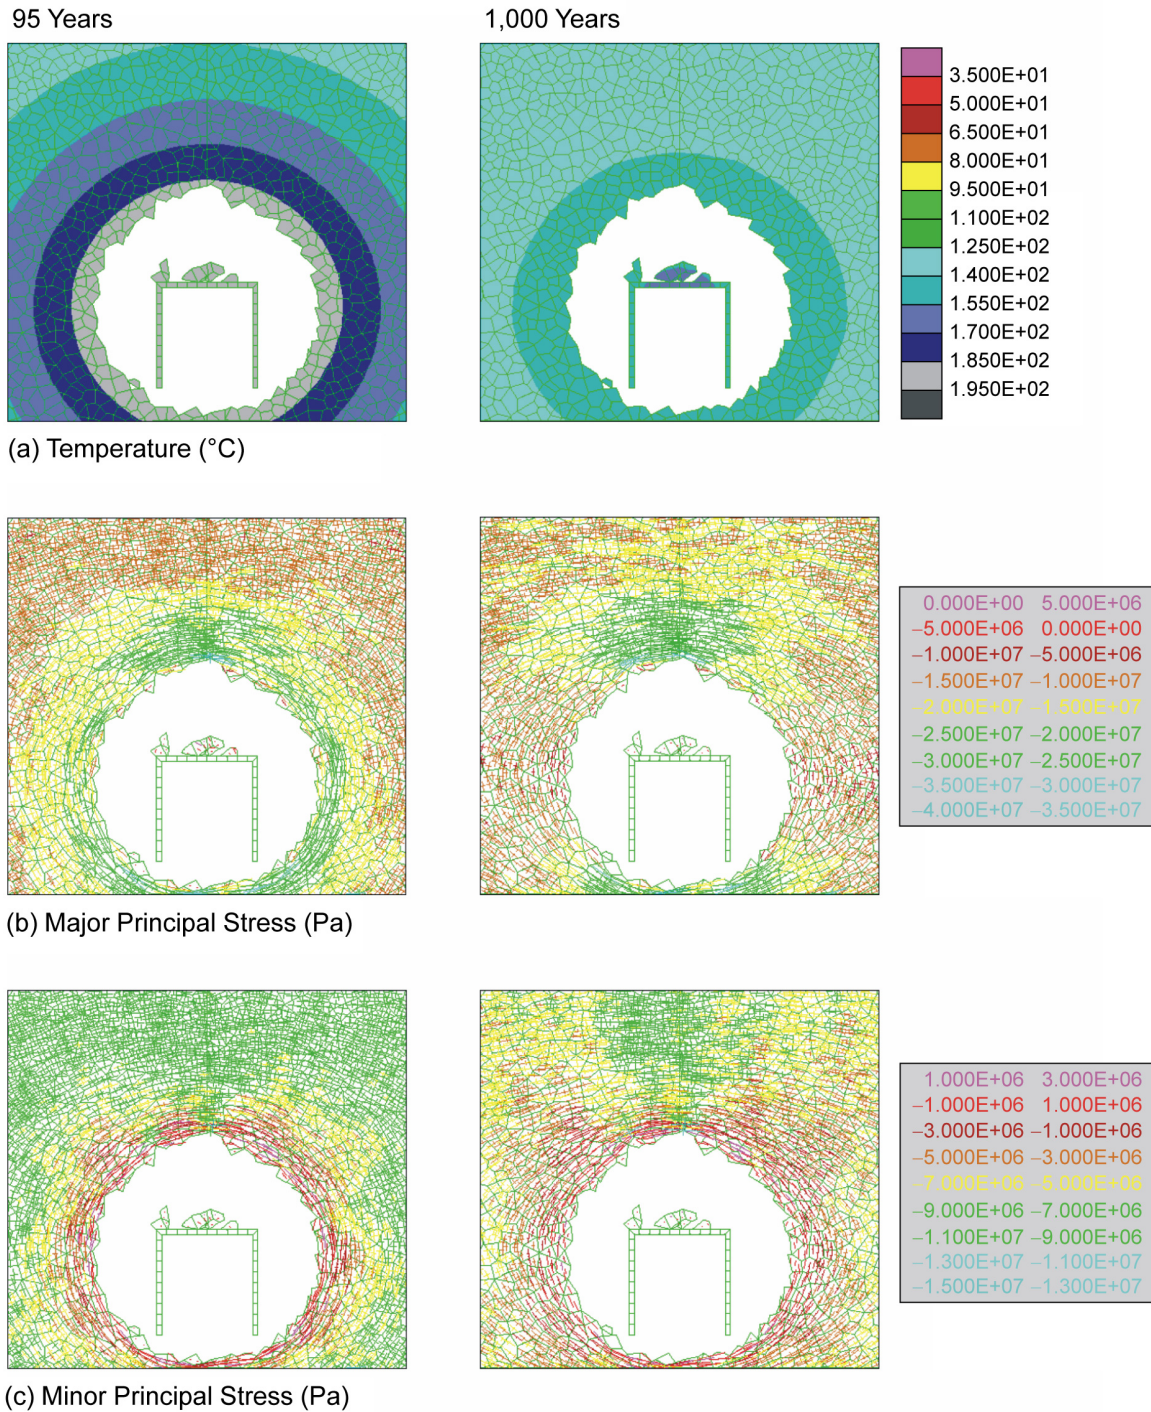 95 Years
1,000 Years
3.500E+01
5.000E+01
6.500E+01
8.000E+01
9.500E+01
1.100E+02
1.250E+02
1.400E+02
1.550E+02
1.700E+02
1.850E+02
1.950E+02
(a) Temperature (°C)
0.000E+00 5.000E+06
−5.000E+06 0.000E+00
−1.000E+07 −5.000E+06
−1.500E+07 −1.000E+07
−2.000E+07 −1.500E+07
−2.500E+07 −2.000E+07
−3.000E+07 −2.500E+07
−3.500E+07 −3.000E+07
−4.000E+07 −3.500E+07
(b) Major Principal Stress (Pa)
1.000E+06 3.000E+06
−1.000E+06 1.000E+06
−3.000E+06 −1.000E+06
−5.000E+06 −3.000E+06
−7.000E+06 −5.000E+06
−9.000E+06 −7.000E+06
−1.100E+07 −9.000E+06
−1.300E+07 −1.100E+07
−1.500E+07 −1.300E+07
(c) Minor Principal Stress (Pa)